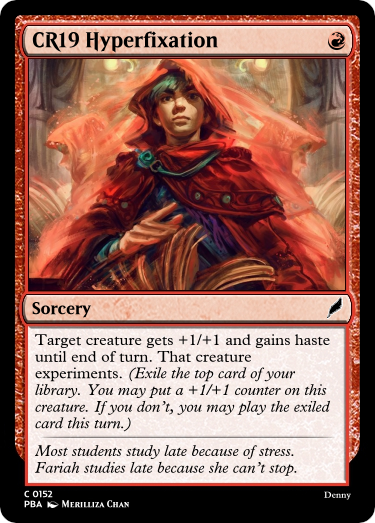 CR19 Hyperfixation
Sorcery
Target creature gets +1/+1 and gains haste
until end of turn. That creature
experiments. (Exile the top card of your
library. You may put a +1/+1 counter on this
creature. If you don't, you may play the exiled
card this turn.)
Most students study late because of stress.
Fariah studies late because she can't stop.
C 0152
PBA Merilliza Chan
Denny